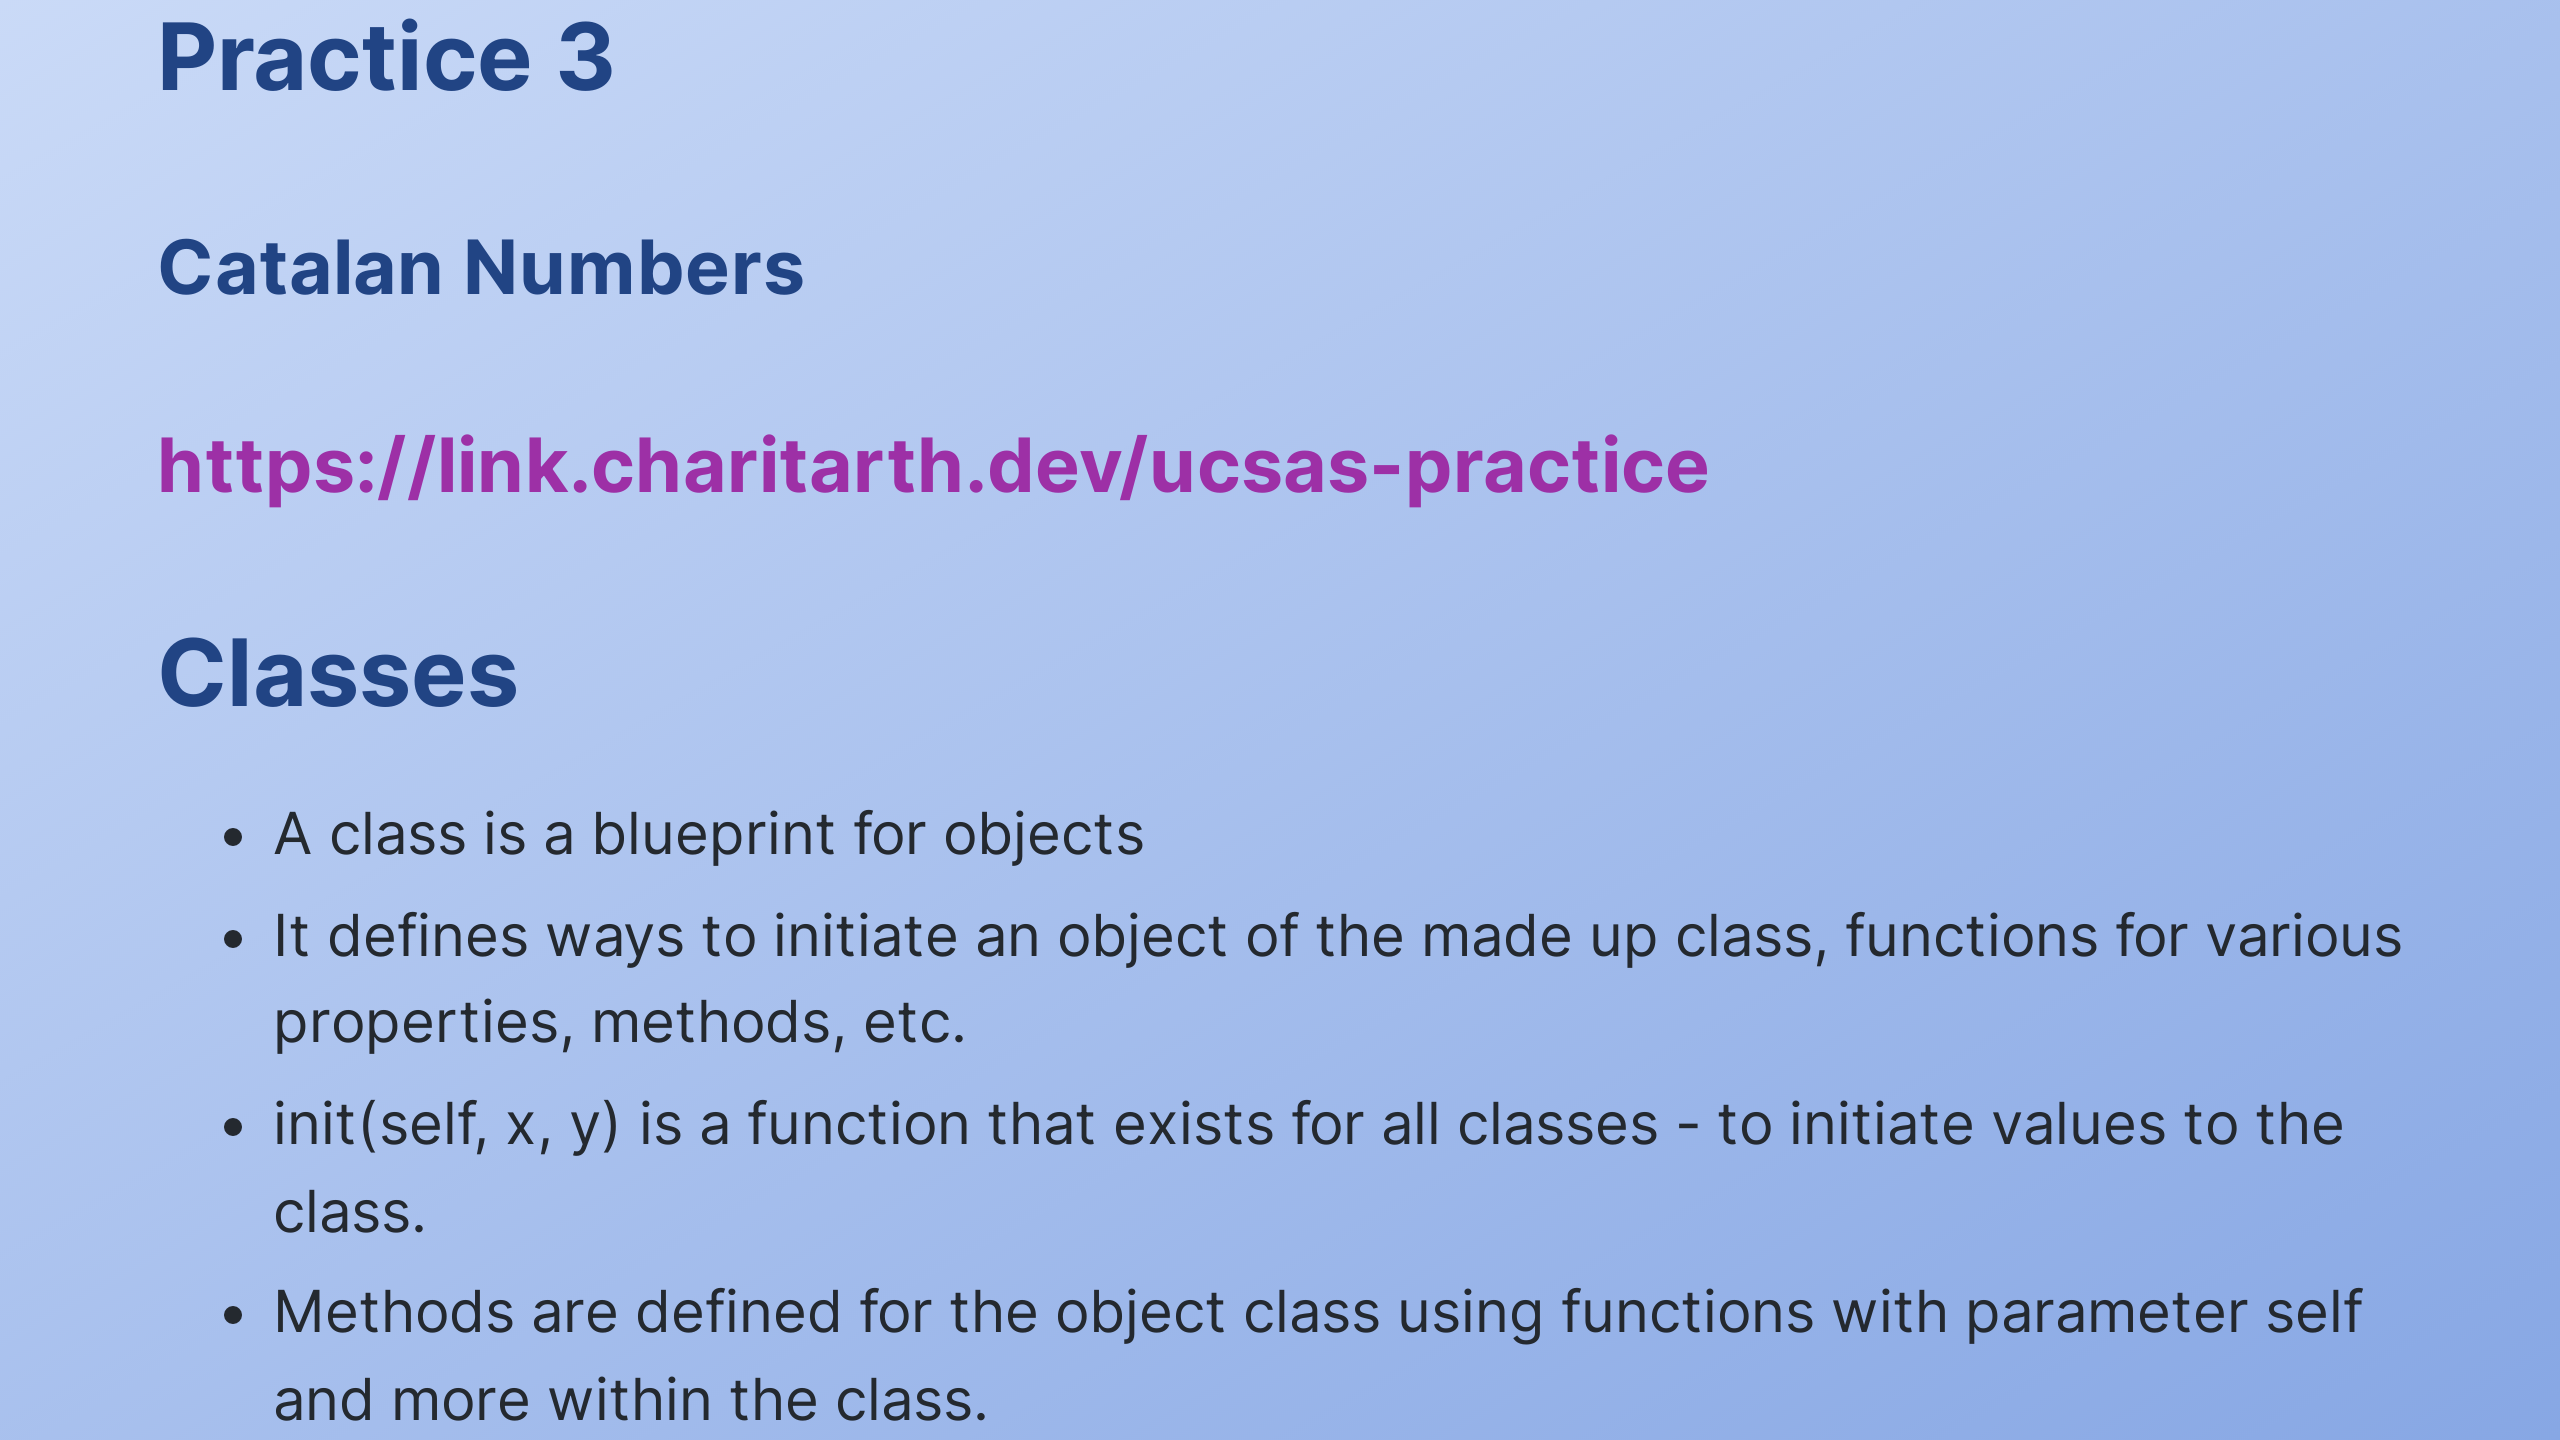 Practice 3
Catalan Numbers
https://link.charitarth.dev/ucsas-practice
Classes
• A class is a blueprint for objects
• It defines ways to initiate an object of the made up class, functions for various
properties, methods, etc.
• init(self, x, y) is a function that exists for all classes - to initiate values to the
class.
• Methods are defined for the object class using functions with parameter self
and more within the class.